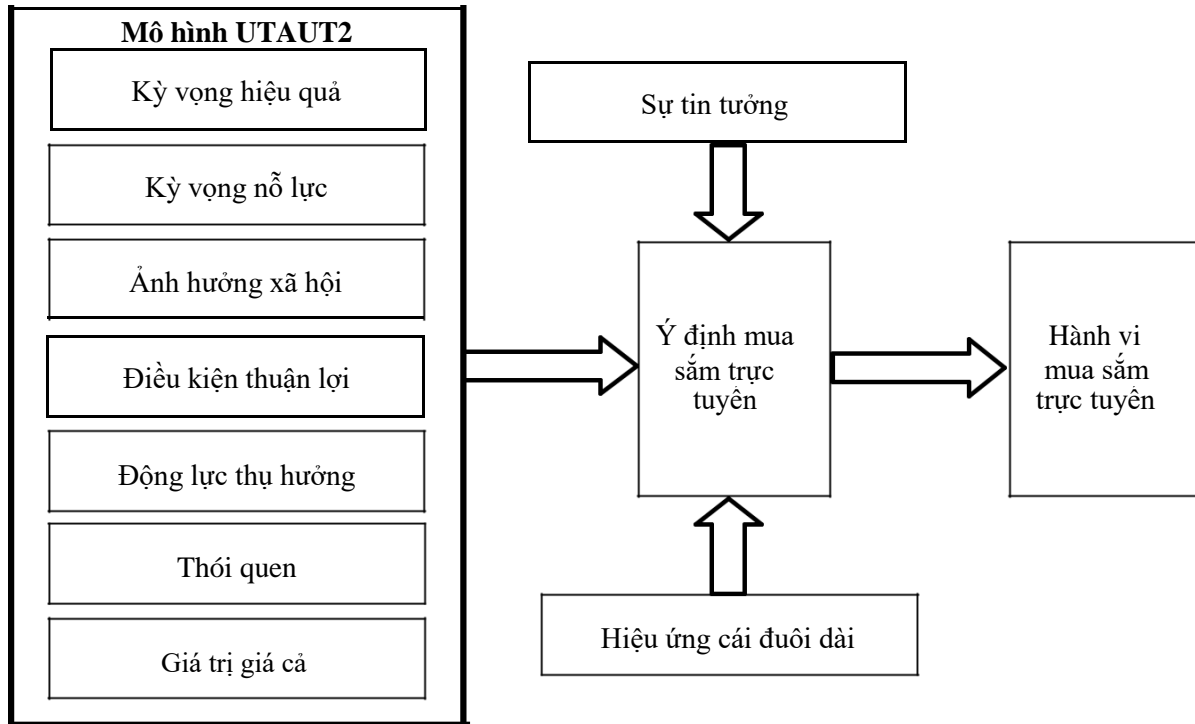 Mô hình UTAUT2
Kỳ vọng hiệu quả
Kỳ vọng nỗ lực
Ảnh hưởng xã hội
Điều kiện thuận lợi
Động lực thụ hưởng
Thói quen
Giá trị giá cả
Sự tin tưởng
Ý định mua
sắm trực
tuyến
Hiệu ứng cái đuôi dài
Hành vi
mua sắm
trực tuyến